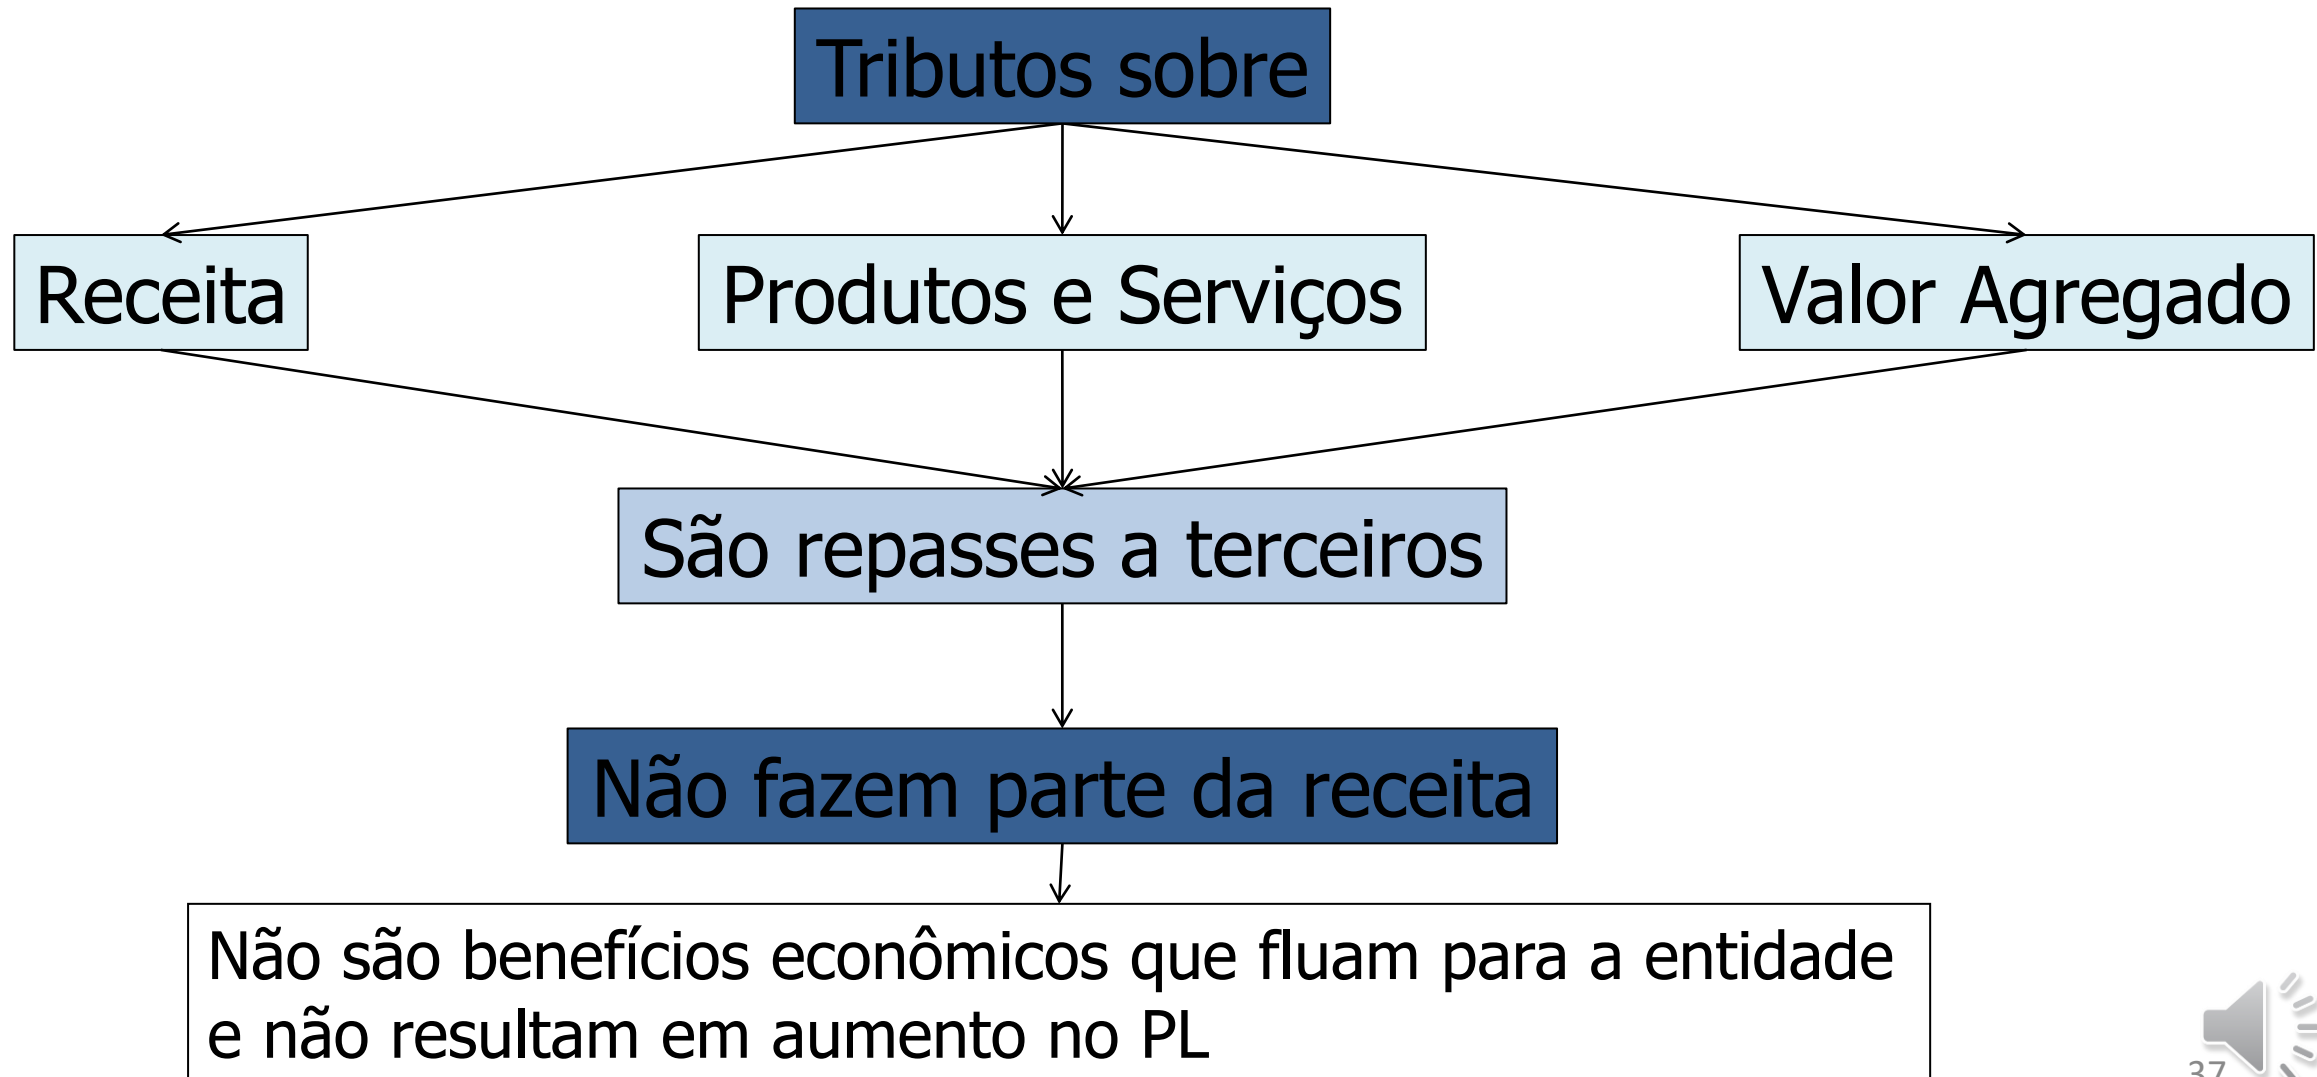 Tributos sobre
Receita
Produtos e Serviços
Valor Agregado
São repasses a terceiros
Não fazem parte da receita
Não são benefícios econômicos que fluam para a entidade
e não resultam em aumento no PL
37